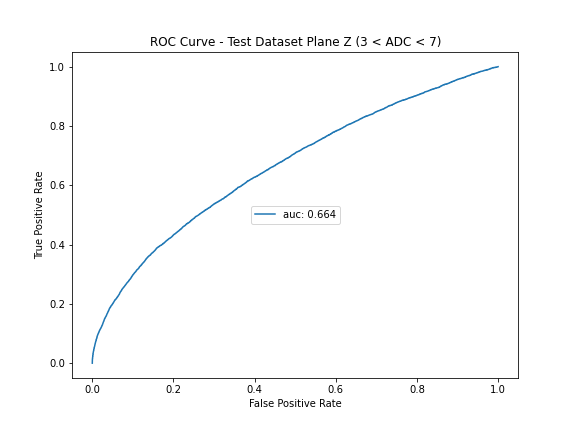 ROC Curve - Test Dataset Plane Z (3 < ADC < 7)
1.0
0.8
0.6
0.4
0.2
0.0
True Positive Rate
auc: 0.664
0.0 0.2 0.4 0.6 0.8 1.0
False Positive Rate